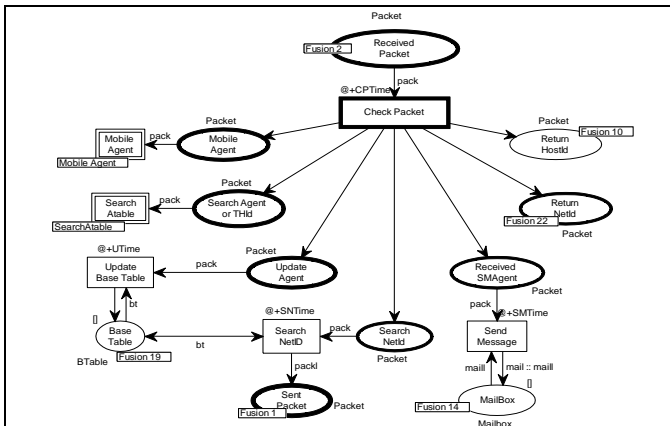 Packet
Fusion 2
Received
Packet
pack
@+CPTime
Check Packet
Packet
Fusion 10
Return
HostId
Packet
Mobile
Agent
pack
Mobile
Agent
Mobile Agent
Packet
Search
Atable
pack
Search Agent
or THId
SearchAtable
Return
NetId
Fusion 22
Packet
@+UTime
Packet
Update
Base Table
pack
Update
Agent
Received
SMAgent
Packet
pack
bt
@+SNTime
@+SMTime
[]
Base
Table
Fusion 19
BTable
bt
Search
NetID
pack
Search
NetId
Packet
Send
Message
packl
maill
mail :: maill
[]
Sent
Packet
Fusion 1
Packet
MailBox
Fusion 14
Mailbox